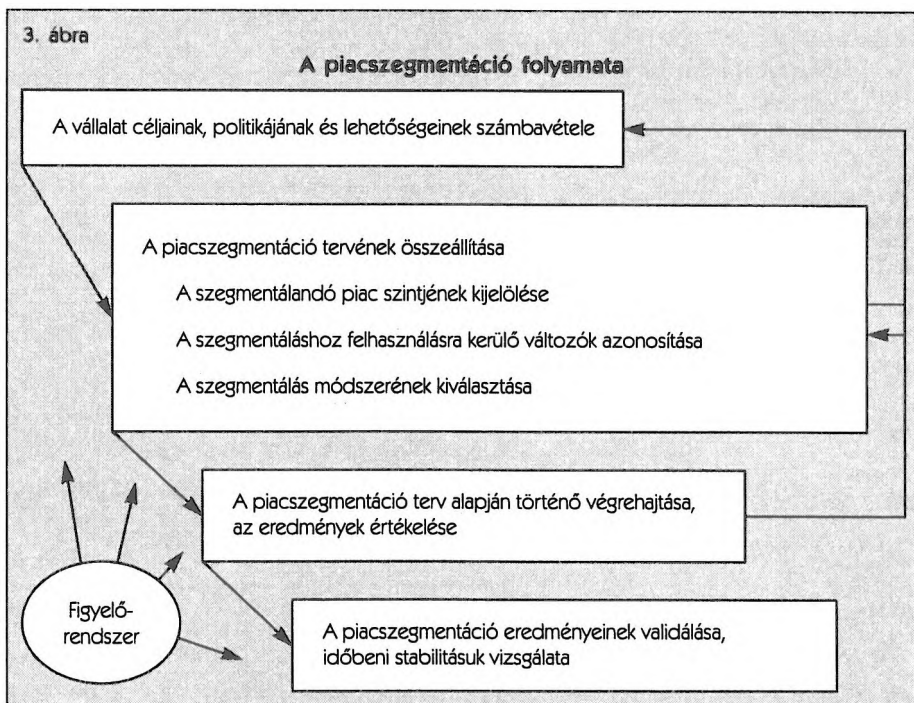 3. ábra
A piacszegmentáció folyamata
A vállalat céljainak, politikájának és lehetőségeinek számbavétele
A piacszegmentáció tervének összeállítása
A szegmentálandó piac szintjének kijelölése
A szegmentáláshoz felhasználásra kerülő változók azonosítása
A szegmentálás módszerének kiválasztása
A piacszegmentáció terv alapján történő végrehajtása,
az eredmények értékelése
Figyelő-
rendszer
A piacszegmentáció eredményeinek validálása,
időbeni stabilitásuk vizsgálata